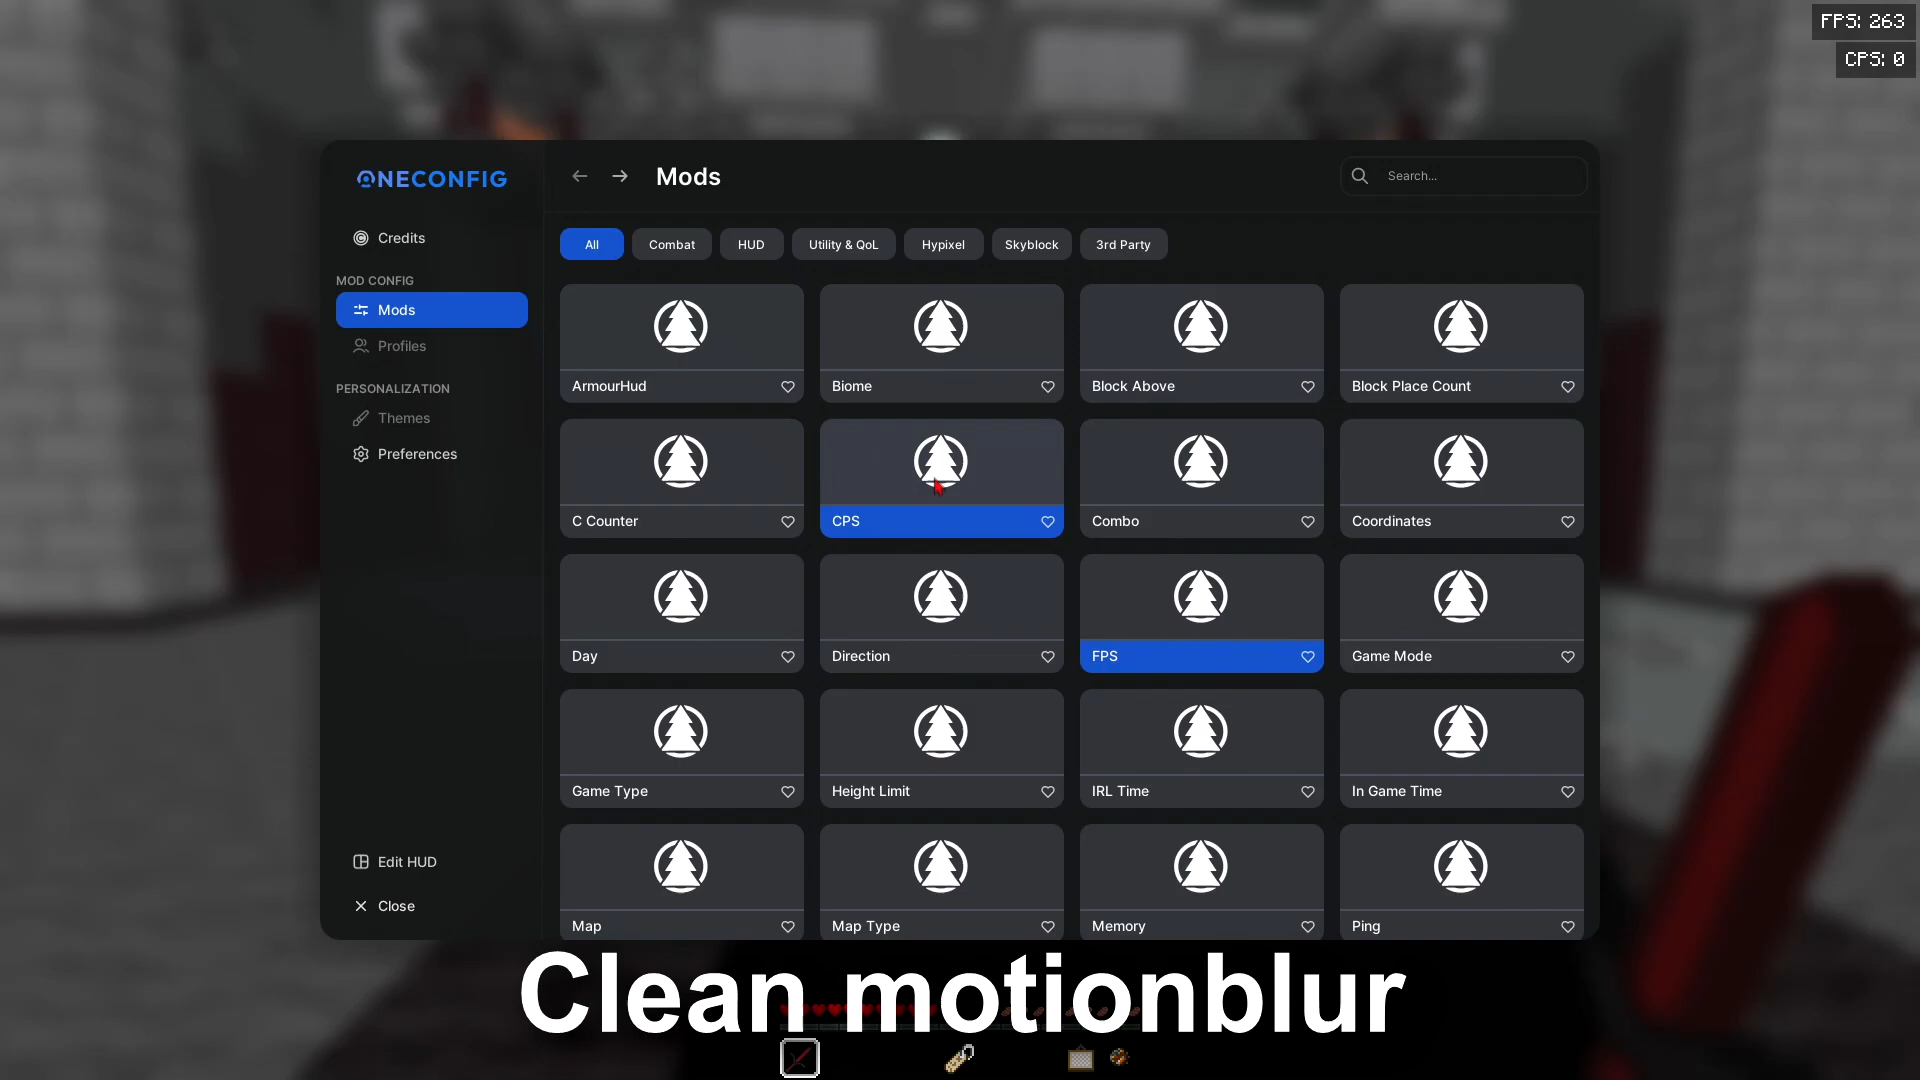 FPS: 263
CPS: 0
ONECONFIG
Mods
Search...
Credits
MOD CONFIG
Mods
Profiles
PERSONALIZATION
Themes
Preferences
Edit HUD
Close
All
Combat
HUD
Utility & QoL
Hypixel
Skyblock
3rd Party
ArmourHud
Biome
Block Above
Block Place Count
C Counter
CPS
Combo
Coordinates
Day
Direction
FPS
Game Mode
Game Type
Height Limit
IRL Time
In Game Time
Map
Map Type
Memory
Ping
Clean motionblur